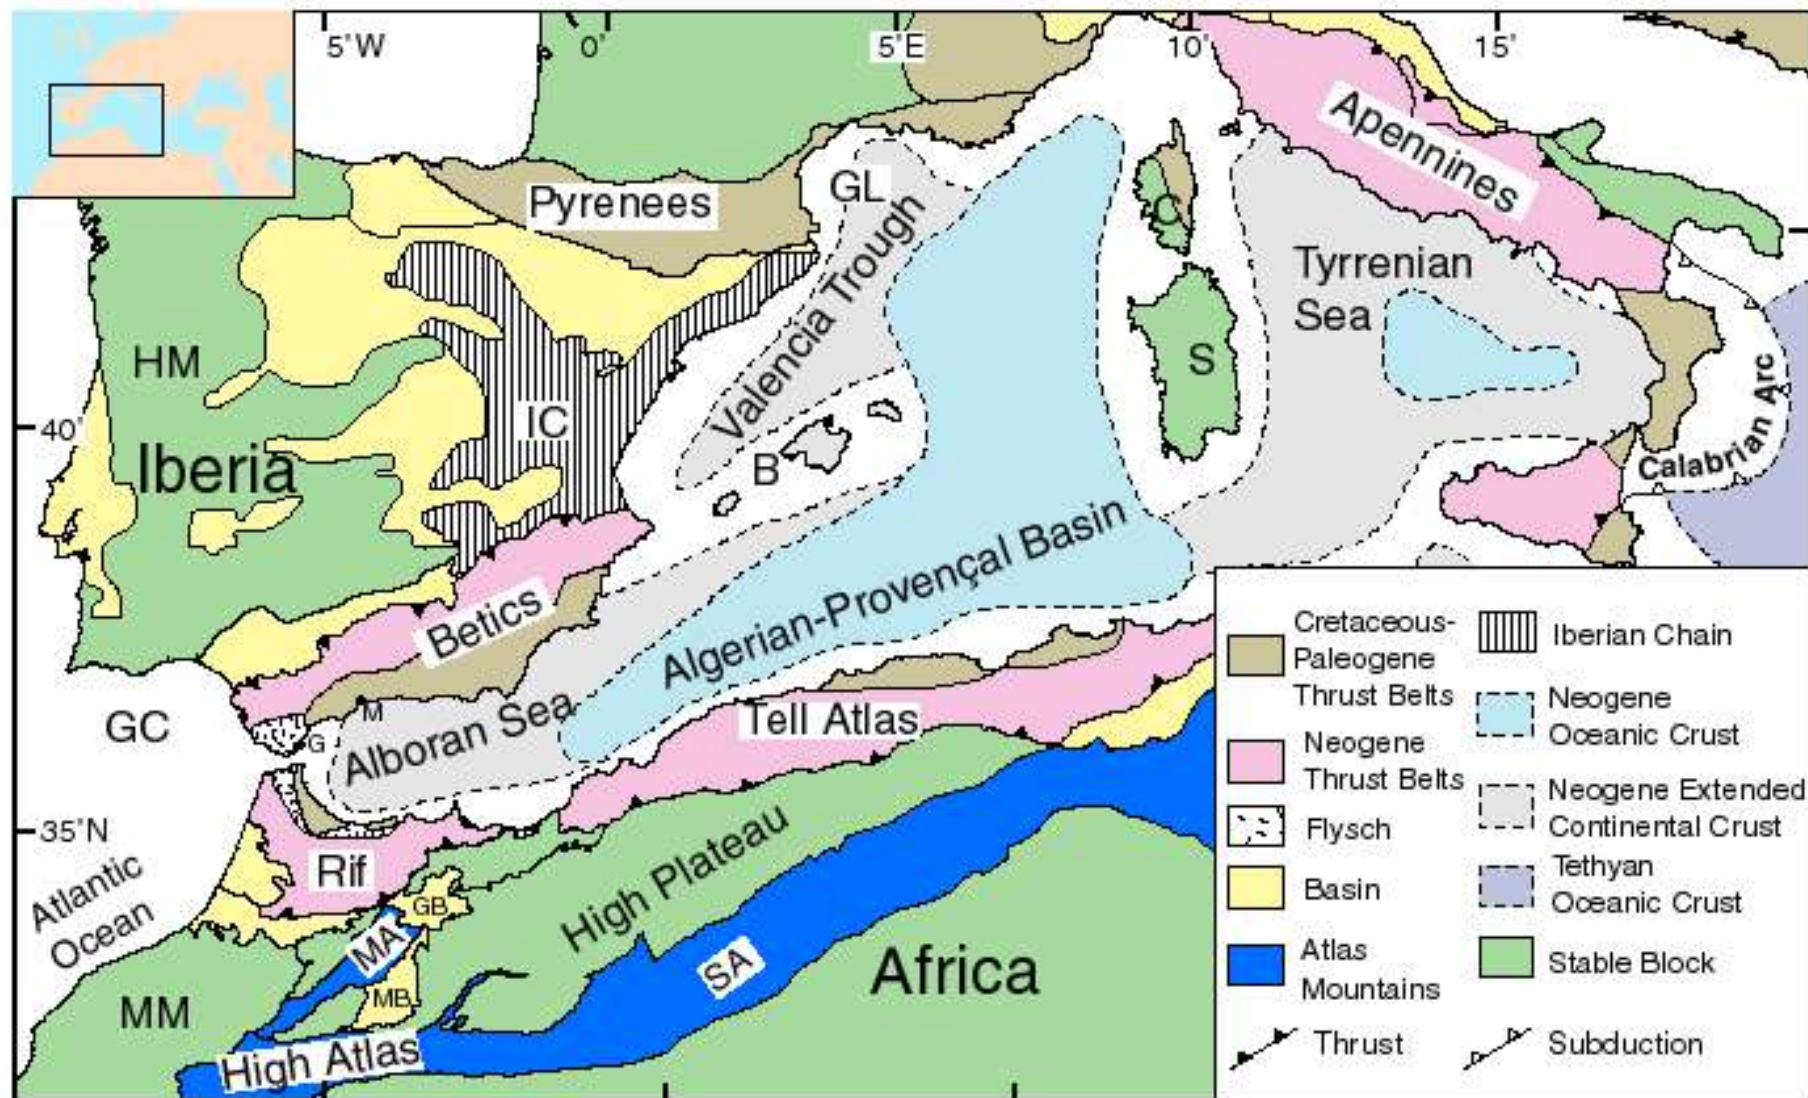 5°W
0°
5°E
10°
15°
Apennines
Pyrenees
GL
C
Valencia Trough
Tyrrenian
Sea
HM
S
IC
40°
Iberia
B
Calabrian Arc
Algerian-Provençal Basin
Betics
M
G
GC
Alboran Sea
Tell Atlas
35°N
Atlantic
Ocean
Rif
GB
High Plateau
MA
SA
MB
Africa
MM
High Atlas
Cretaceous-
Paleogene
Thrust Belts
Neogene
Thrust Belts
Flysch
Basin
Atlas
Mountains
Thrust
Iberian Chain
Neogene
Oceanic Crust
Neogene Extended
Continental Crust
Tethyan
Oceanic Crust
Stable Block
Subduction